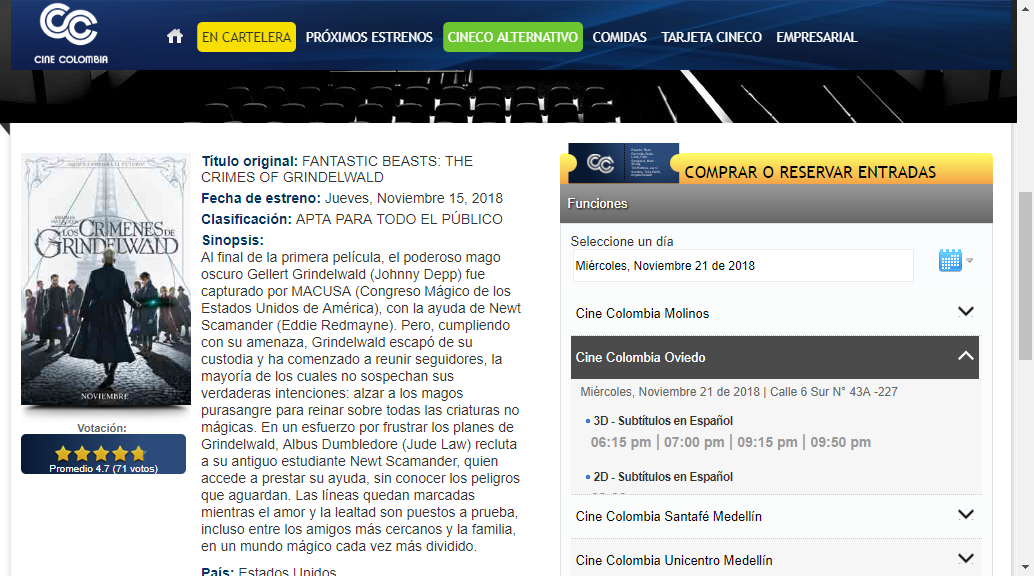 CINE COLOMBIA
EN CARTELERA
PRÓXIMOS ESTRENOS
CINECO ALTERNATIVO
COMIDAS
TARJETA CINECO
EMPRESARIAL
LOS CRÍMENES DE
GRINDELWALD
NOVIEMBRE
Votación:
Promedio 4.7 (71 votos)
Título original: FANTASTIC BEASTS: THE
CRIMES OF GRINDELWALD
Fecha de estreno: Jueves, Noviembre 15, 2018
Clasificación: APTA PARA TODO EL PÚBLICO
Sinopsis:
Al final de la primera película, el poderoso mago
oscuro Gellert Grindelwald (Johnny Depp) fue
capturado por MACUSA (Congreso Mágico de los
Estados Unidos de América), con la ayuda de Newt
Scamander (Eddie Redmayne). Pero, cumpliendo
con su amenaza, Grindelwald escapó de su
custodia y ha comenzado a reunir seguidores, la
mayoría de los cuales no sospechan sus
verdaderas intenciones: alzar a los magos
purasangre para reinar sobre todas las criaturas no
mágicas. En un esfuerzo por frustrar los planes de
Grindelwald, Albus Dumbledore (Jude Law) recluta
a su antiguo estudiante Newt Scamander, quien
accede a prestar su ayuda, sin conocer los peligros
que aguardan. Las líneas quedan marcadas
mientras el amor y la lealtad son puestos a prueba,
incluso entre los amigos más cercanos y la familia,
en un mundo mágico cada vez más dividido.
País: Estados Unidos
COMPRAR O RESERVAR ENTRADAS
Funciones
Seleccione un día
Miércoles, Noviembre 21 de 2018
Cine Colombia Molinos
Cine Colombia Oviedo
Miércoles, Noviembre 21 de 2018 | Calle 6 Sur N° 43A -227
3D - Subtítulos en Español
06:15 pm | 07:00 pm | 09:15 pm | 09:50 pm
2D - Subtítulos en Español
Cine Colombia Santafé Medellín
Cine Colombia Unicentro Medellín